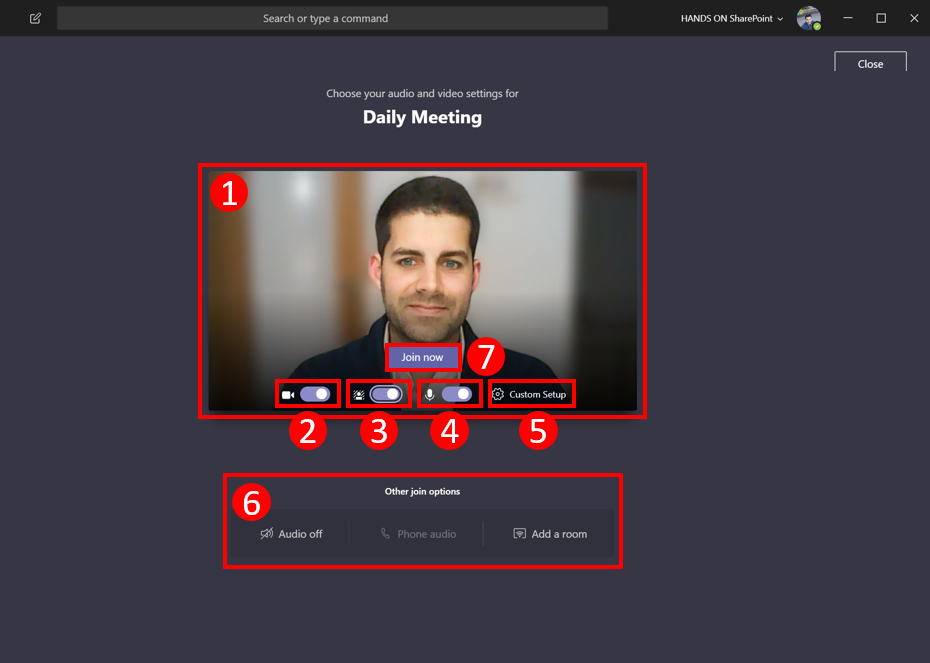 Search or type a command
HANDS ON SharePoint
Close
Choose your audio and video settings for
Daily Meeting
1
Join now
7
Custom Setup
2
3
4
5
6
Other join options
Audio off
Phone audio
Add a room